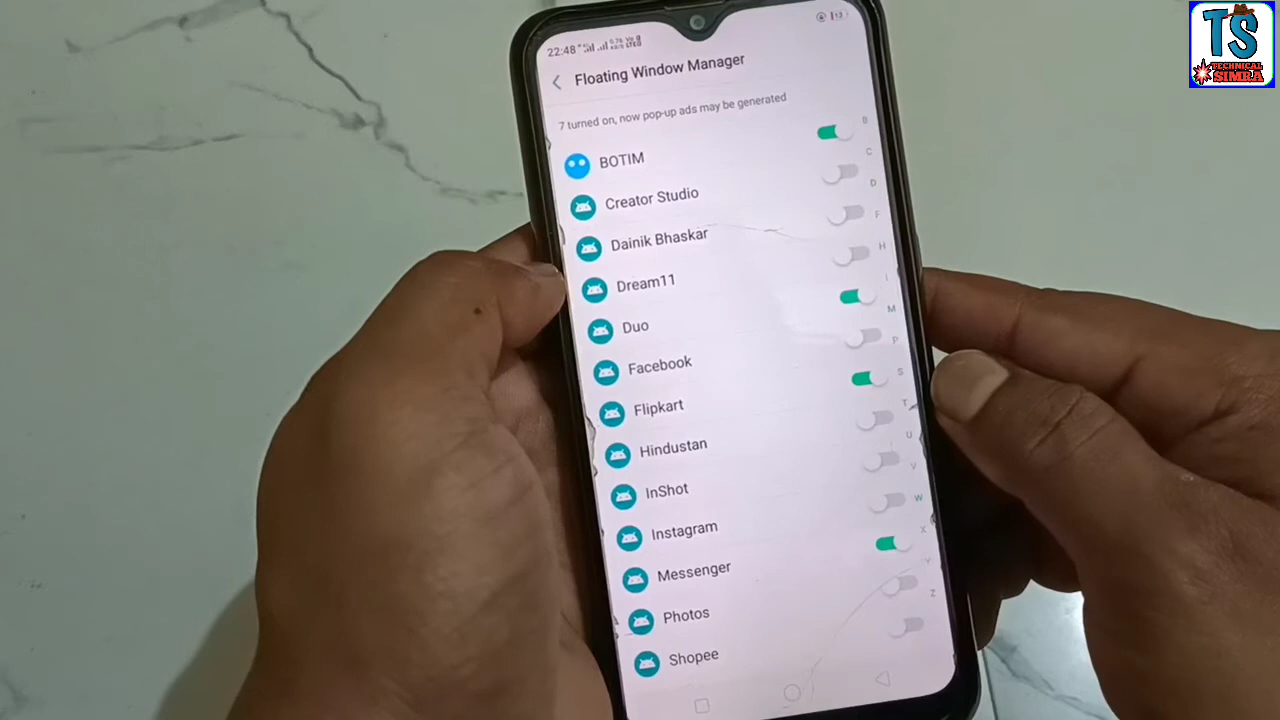 TS
TECHNICAL
SIMRA
22:48
Floating Window Manager
7 turned on, now pop-up ads may be generated
BOTIM
Creator Studio
Dainik Bhaskar
Dream11
Duo
Facebook
Flipkart
Hindustan
InShot
Instagram
Messenger
Photos
Shopee
B
C
D
F
H
I
M
P
S
T
U
V
W
X
Y
Z